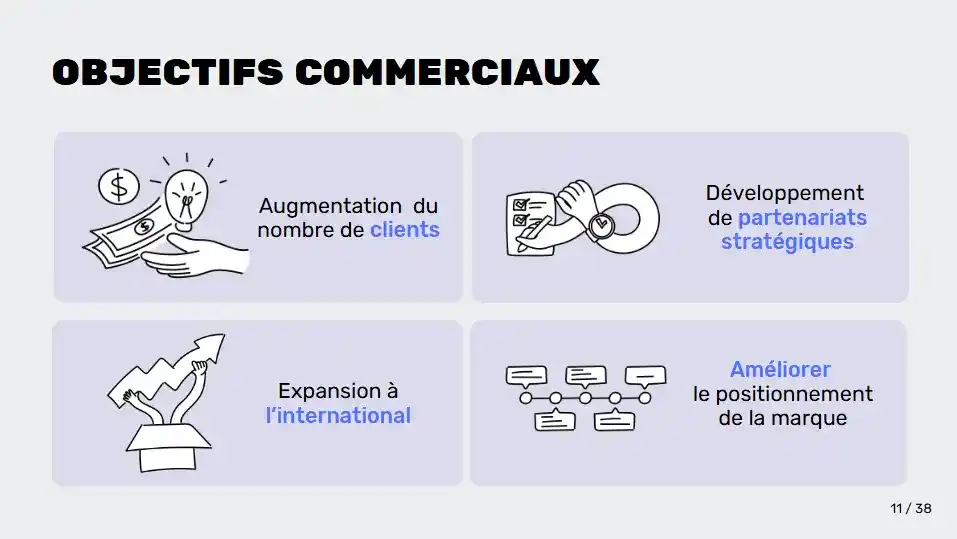 OBJECTIFS COMMERCIAUX
$
$
Augmentation du
nombre de clients
Développement
de partenariats
stratégiques
Expansion à
l’international
Améliorer
le positionnement
de la marque
11 / 38